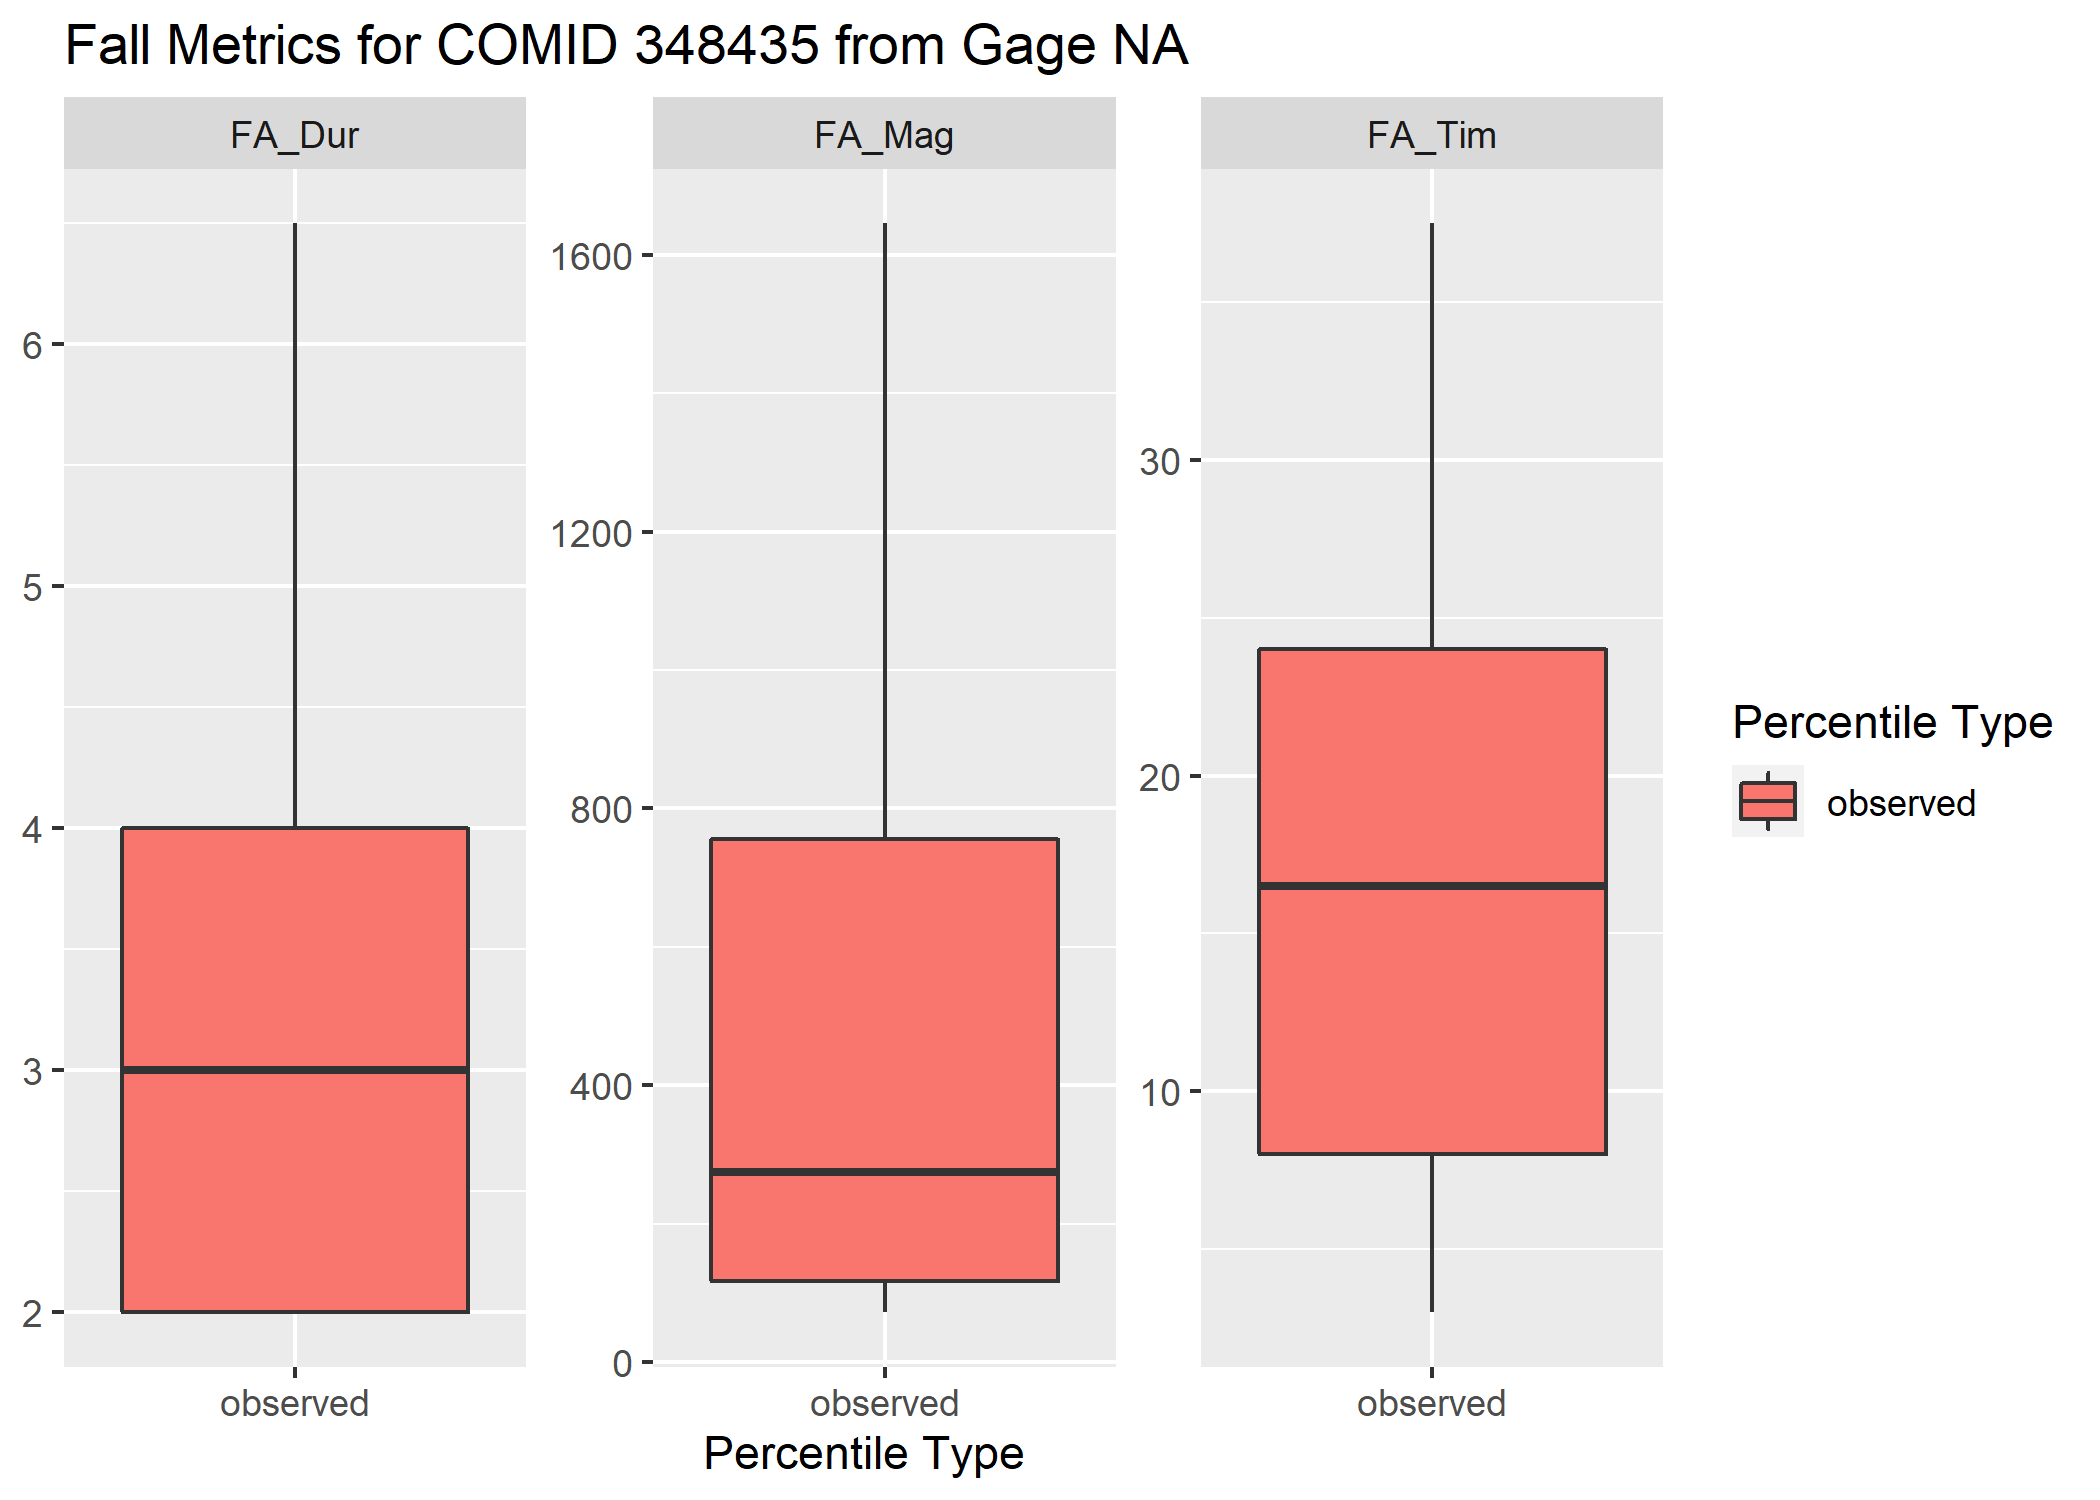 Fall Metrics for COMID 348435 from Gage NA
FA_Dur
FA_Mag
FA_Tim
6
5
4
3
2
1600
1200
800
400
0
30
20
10
observed
observed
observed
Percentile Type
Percentile Type
observed